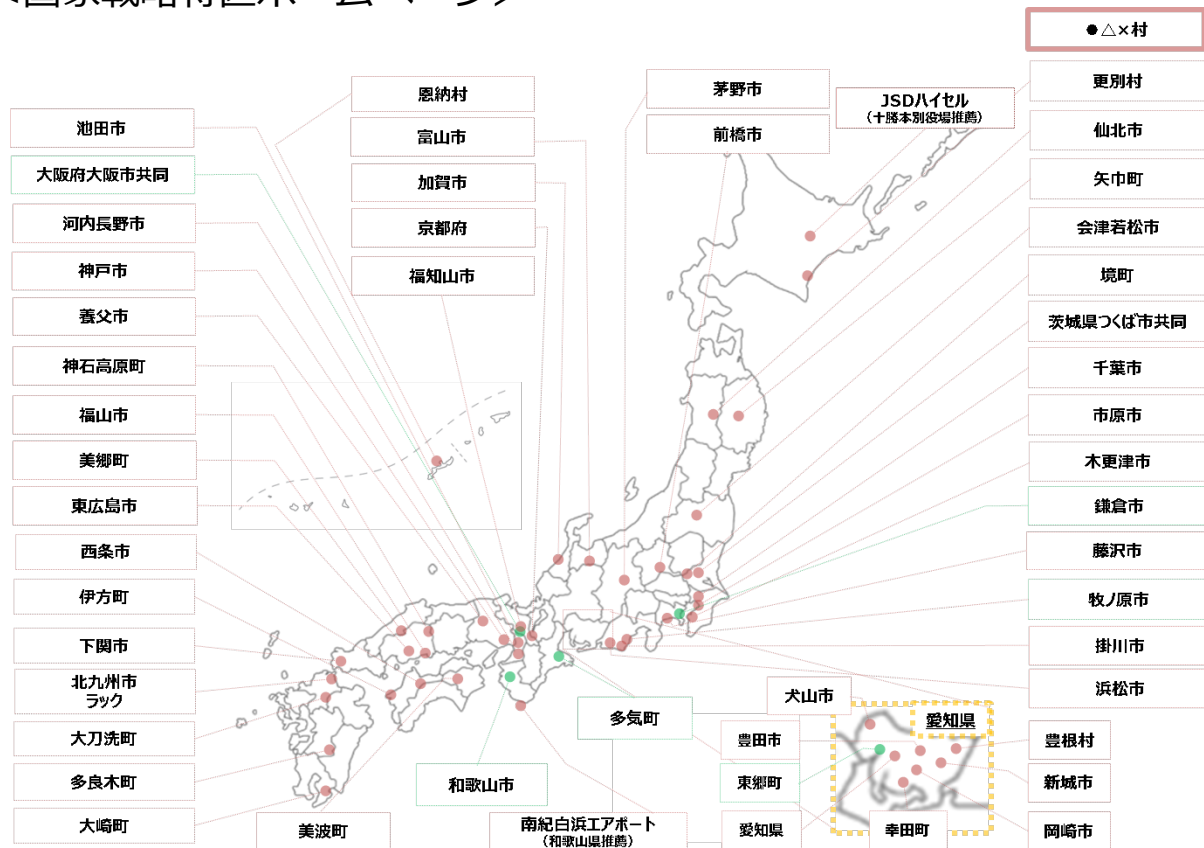 ●△×村
恩納村
富山市
加賀市
京都府
福知山市
茅野市
前橋市
JSDハイセル
(十勝本別役場推薦)
池田市
大阪府大阪市共同
河内長野市
神戸市
養父市
神石高原町
福山市
美郷町
東広島市
西条市
伊方町
下関市
北九州市
ラック
大刀洗町
多良木町
大崎町
更別村
仙北市
矢巾町
会津若松市
境町
茨城県つくば市共同
千葉市
市原市
木更津市
鎌倉市
藤沢市
牧ノ原市
掛川市
浜松市
美波町
和歌山市
多気町
南紀白浜エアポート
(和歌山県推薦)
犬山市
愛知県
豊田市
東郷町
愛知県
幸田町
豊根村
新城市
岡崎市